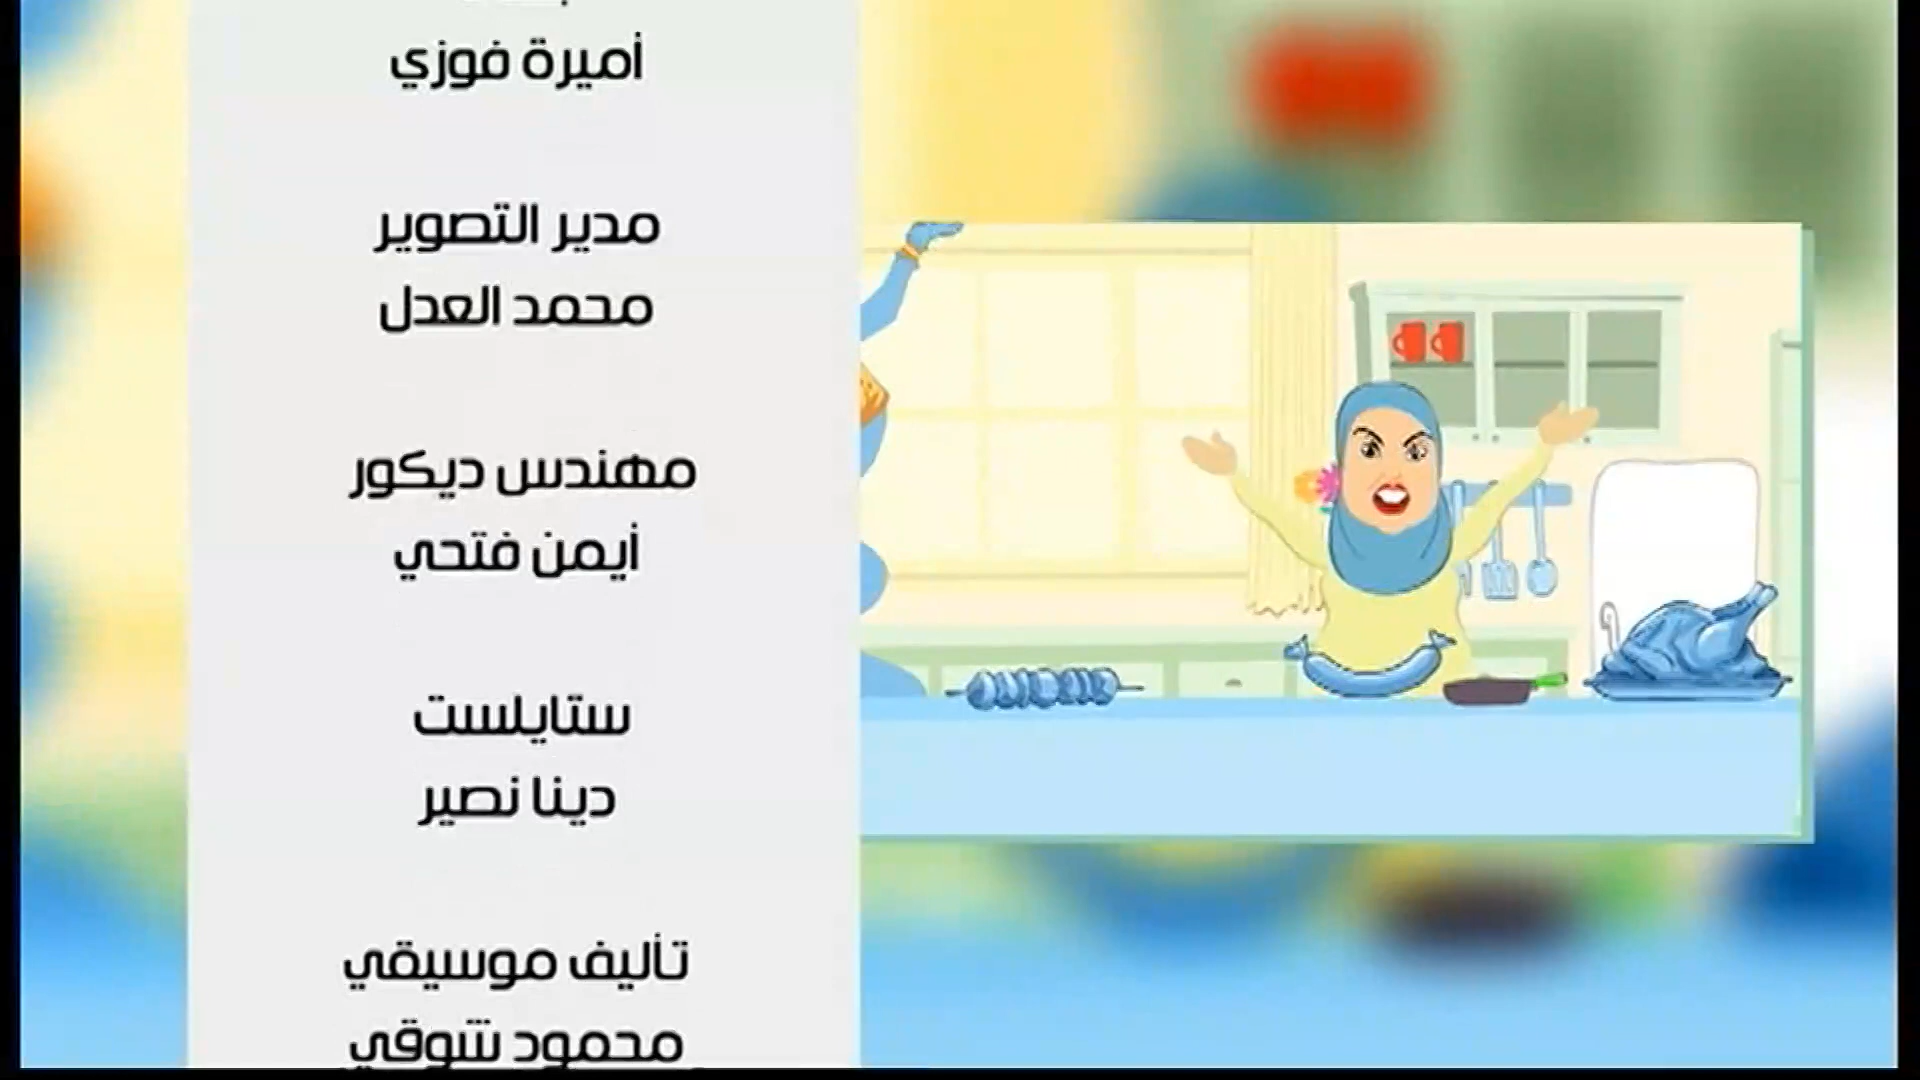 أميرة فوزي
مدير التصوير
محمد العدل
مهندس ديكور
أيمن فتحي
ستايلست
دينا نصير
تأليف موسيقي
محمود شوقي